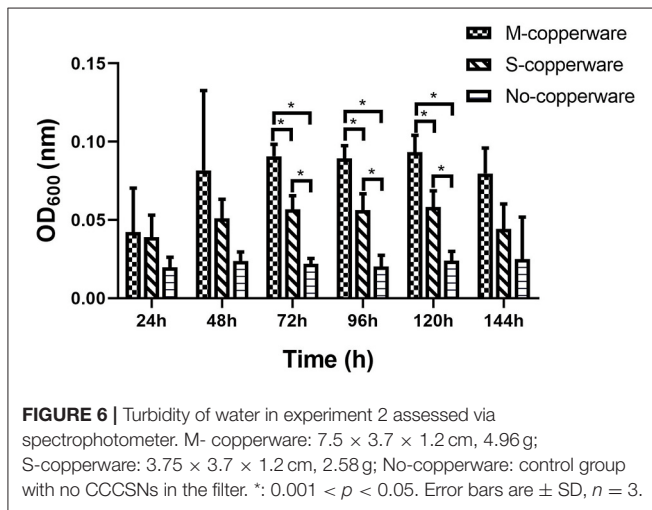 M-copperware
S-copperware
No-copperware
OD600 (nm)
0.15
0.10
0.05
0.00
* * * * * * * * *
24h 48h 72h 96h 120h 144h
Time (h)
FIGURE 6 | Turbidity of water in experiment 2 assessed via
spectrophotometer. M- copperware: 7.5 × 3.7 × 1.2 cm, 4.96 g;
S-copperware: 3.75 × 3.7 × 1.2 cm, 2.58 g; No-copperware: control group
with no CCCSNs in the filter. *: 0.001 < p < 0.05. Error bars are ± SD, n = 3.